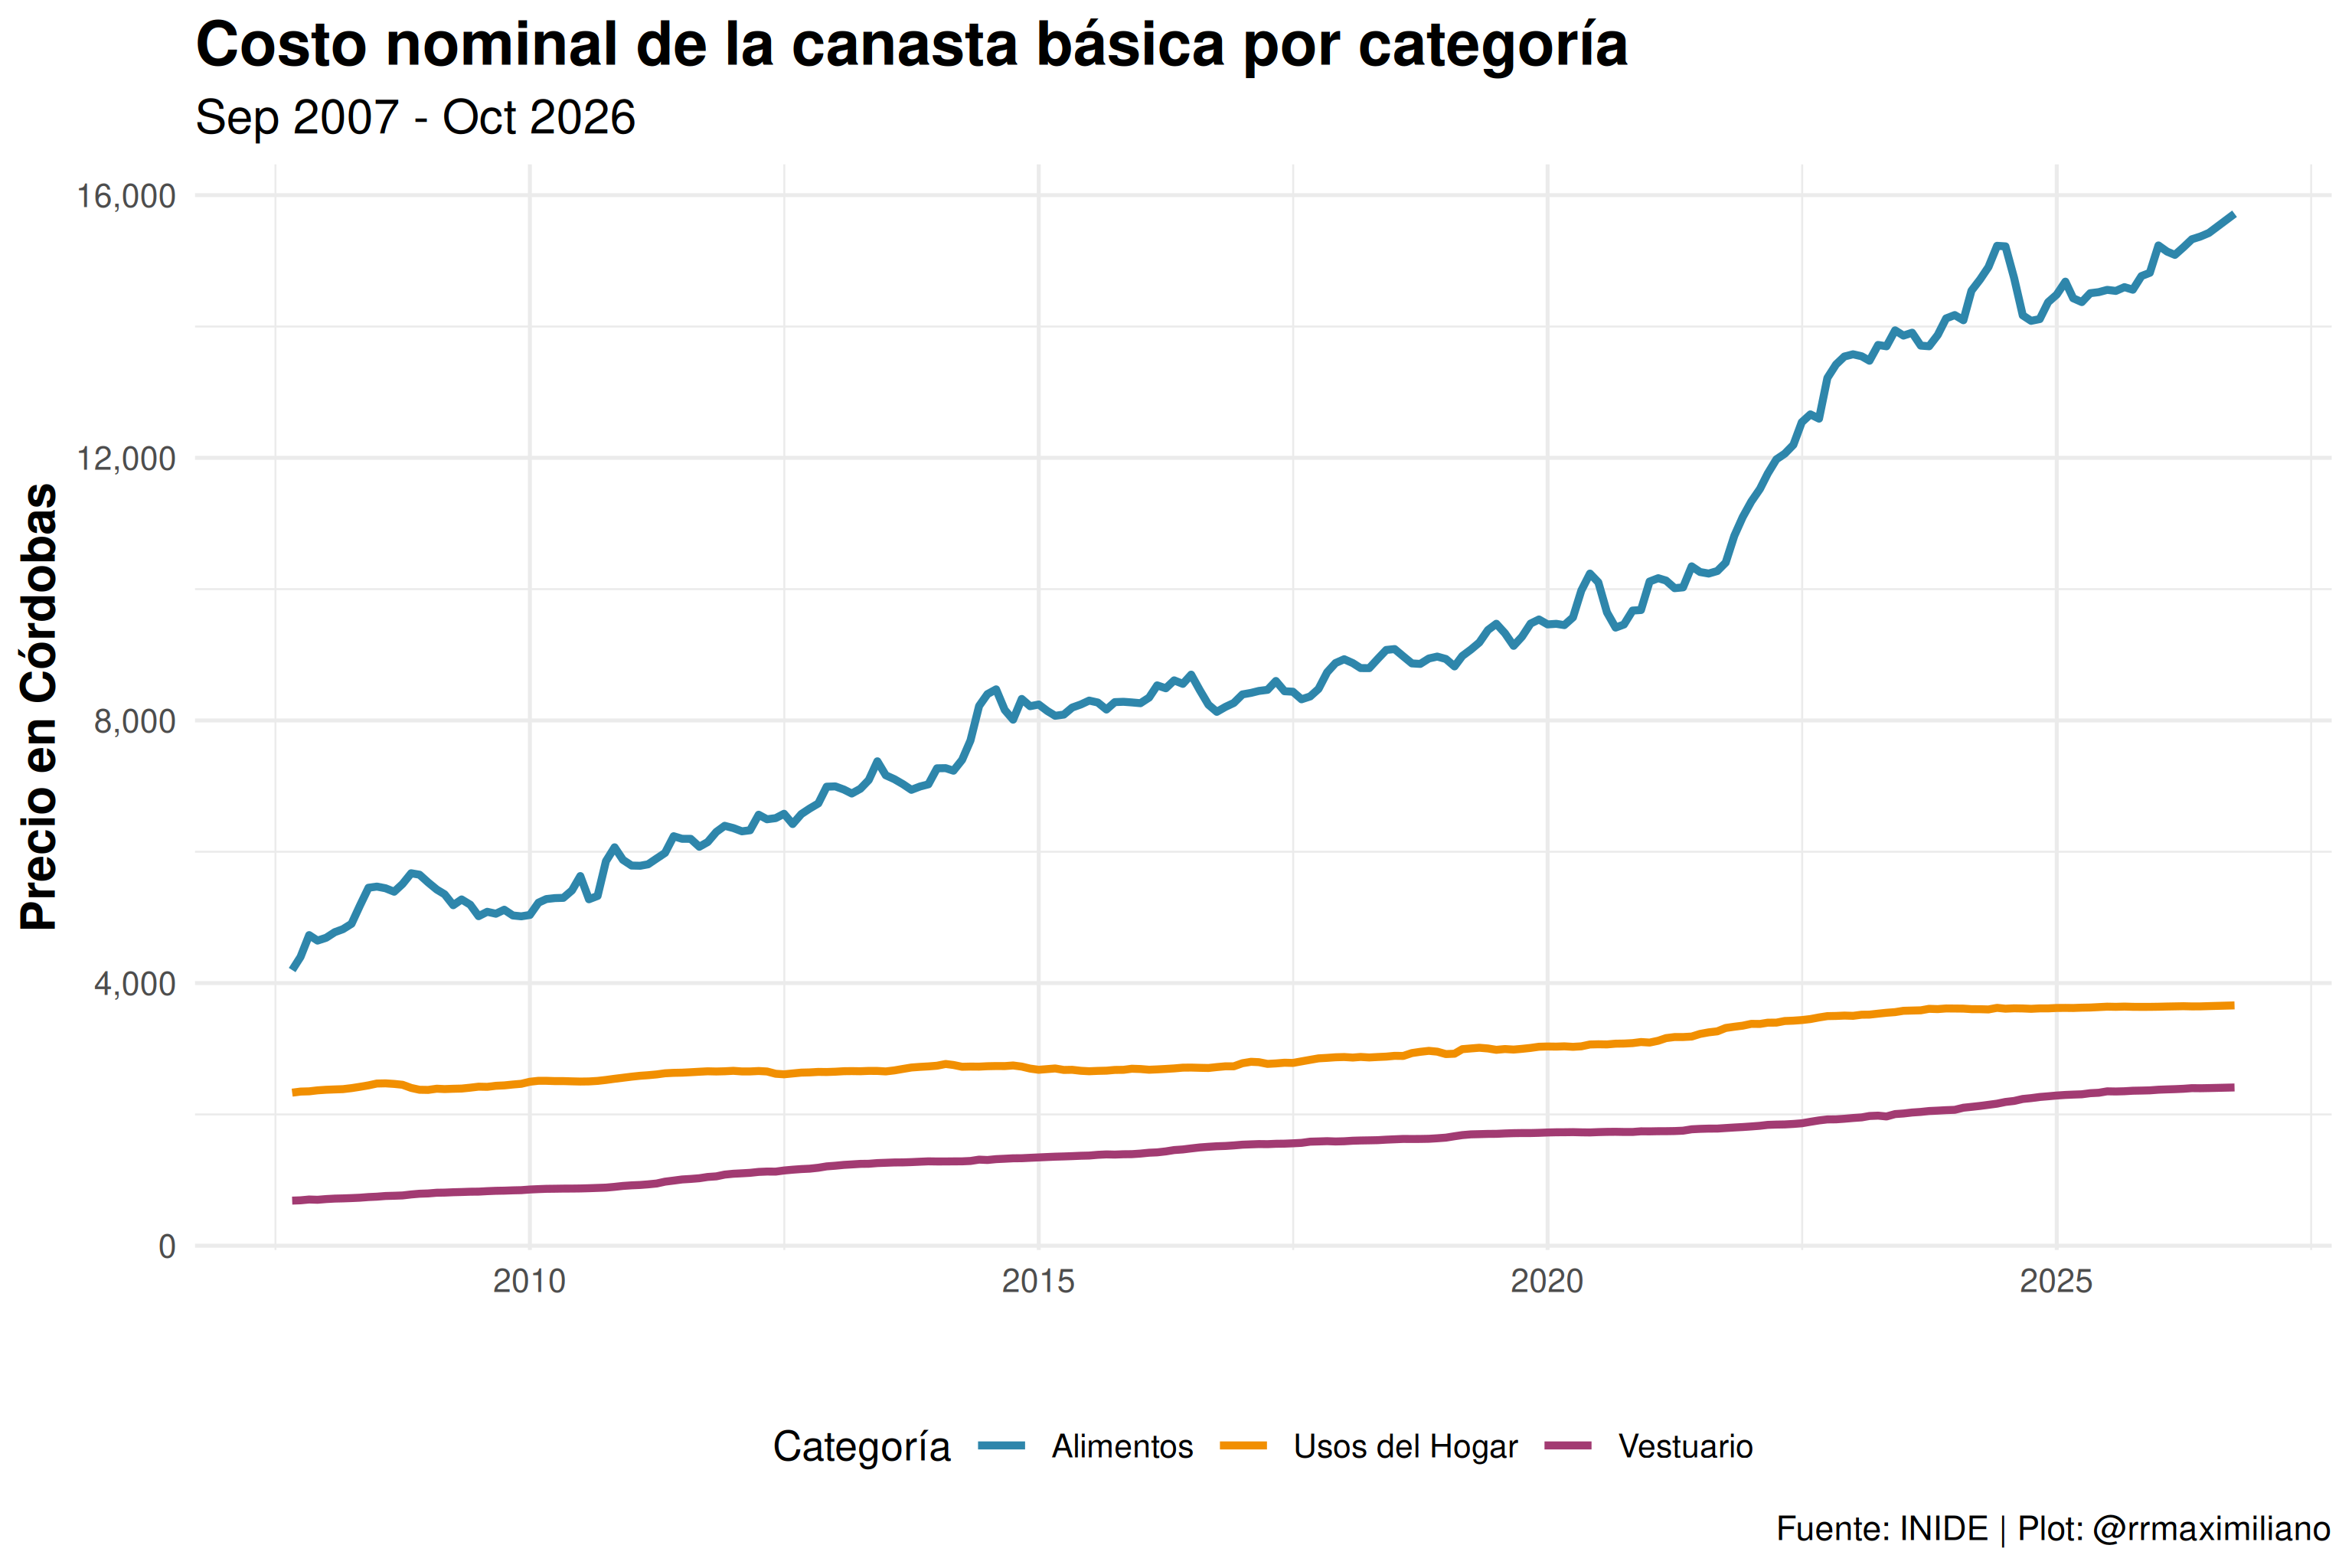 Costo nominal de la canasta básica por categoría
Sep 2007 - Oct 2026
Precio en Córdobas
16,000
12,000
8,000
4,000
0
2010 2015 2020 2025
Categoría Alimentos Usos del Hogar Vestuario
Fuente: INIDE | Plot: @rrmaximiliano